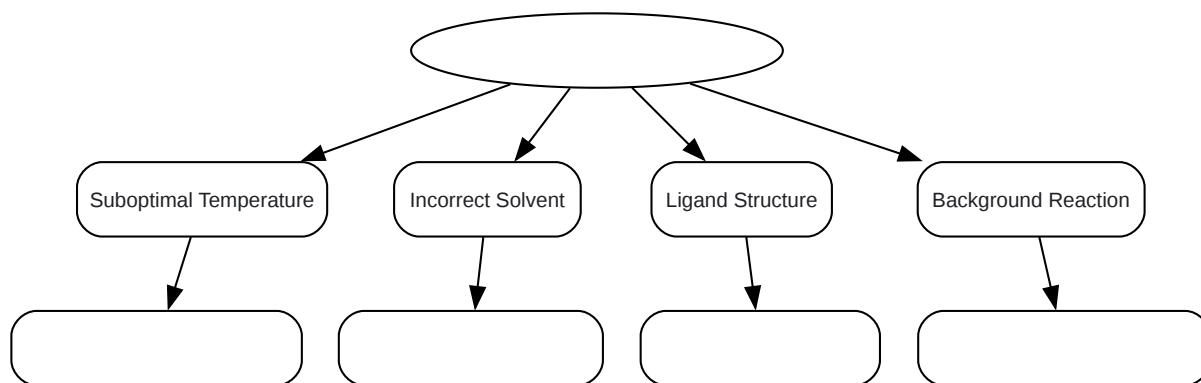 Suboptimal Temperature
Incorrect Solvent
Ligand Structure
Background Reaction